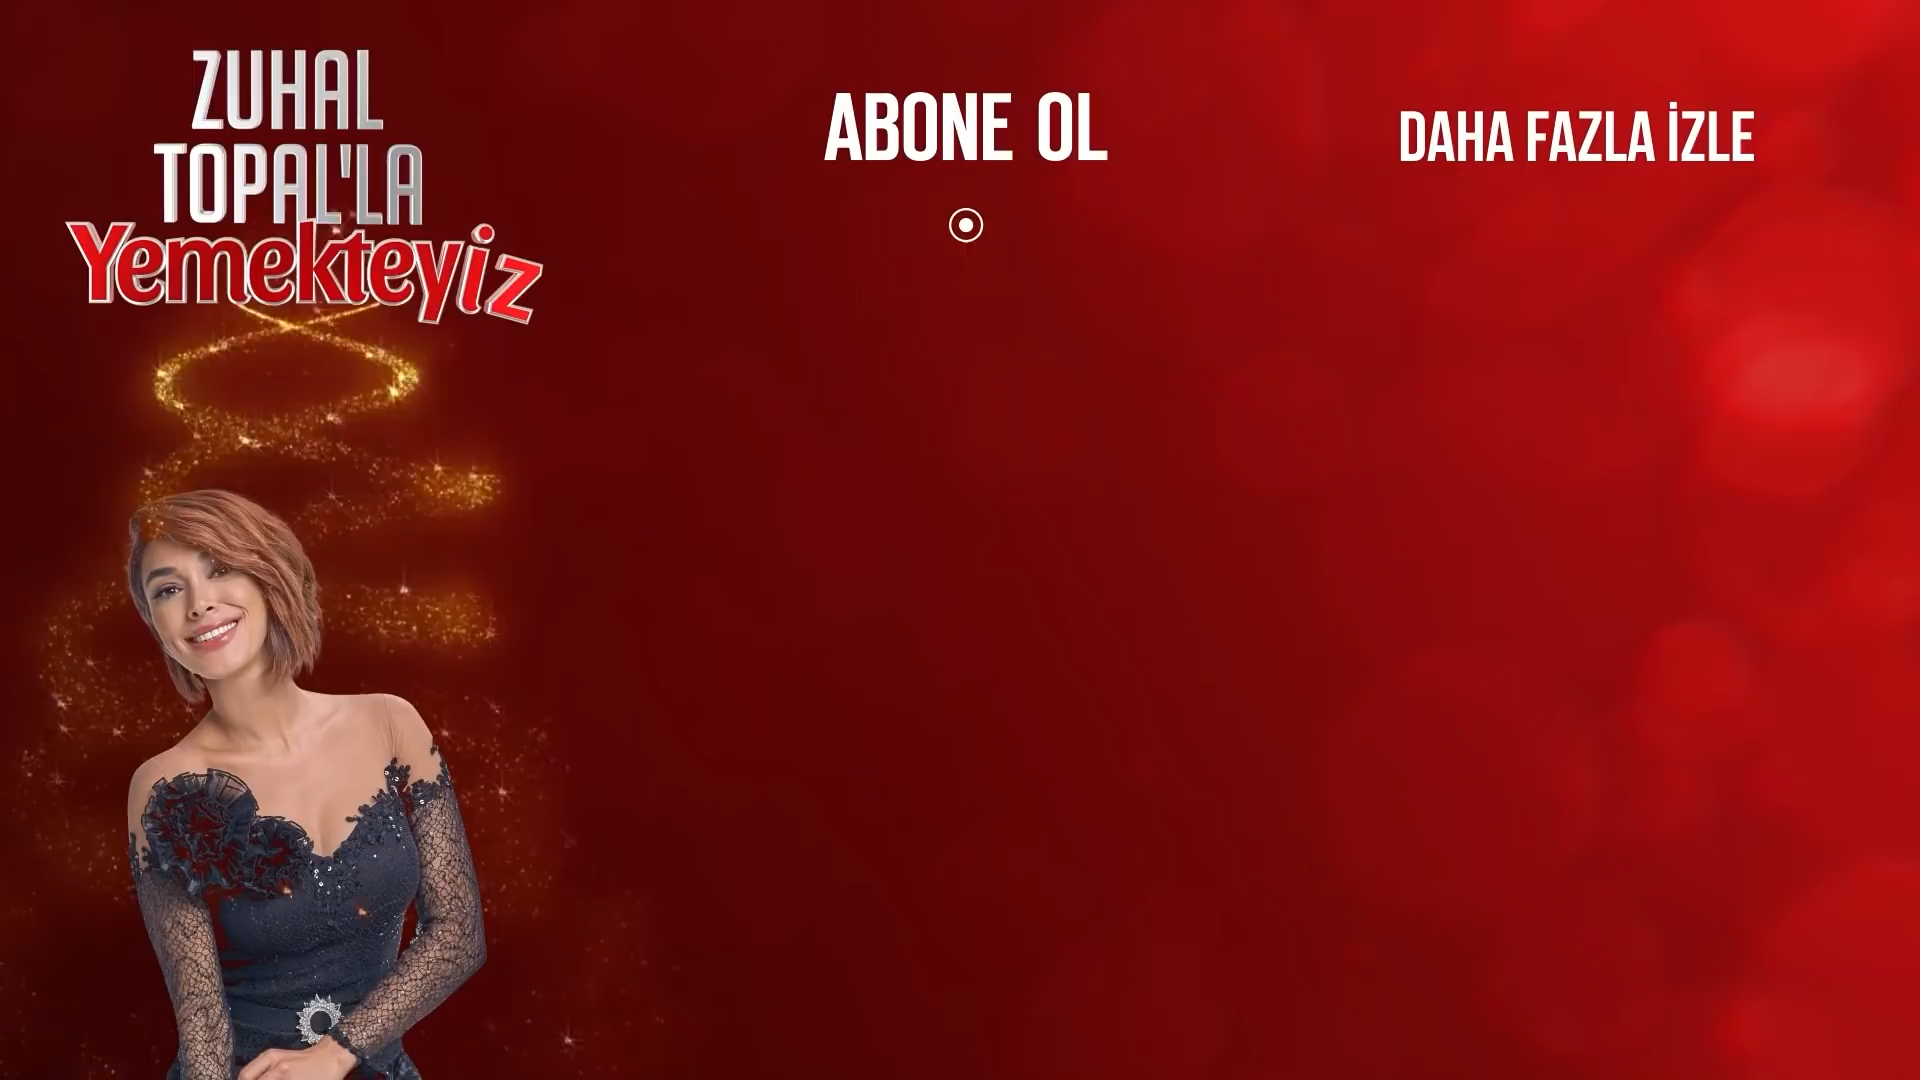 ZUHAL
TOPAL'LA
Yemekteyiz
ABONE OL
DAHA FAZLA İZLE